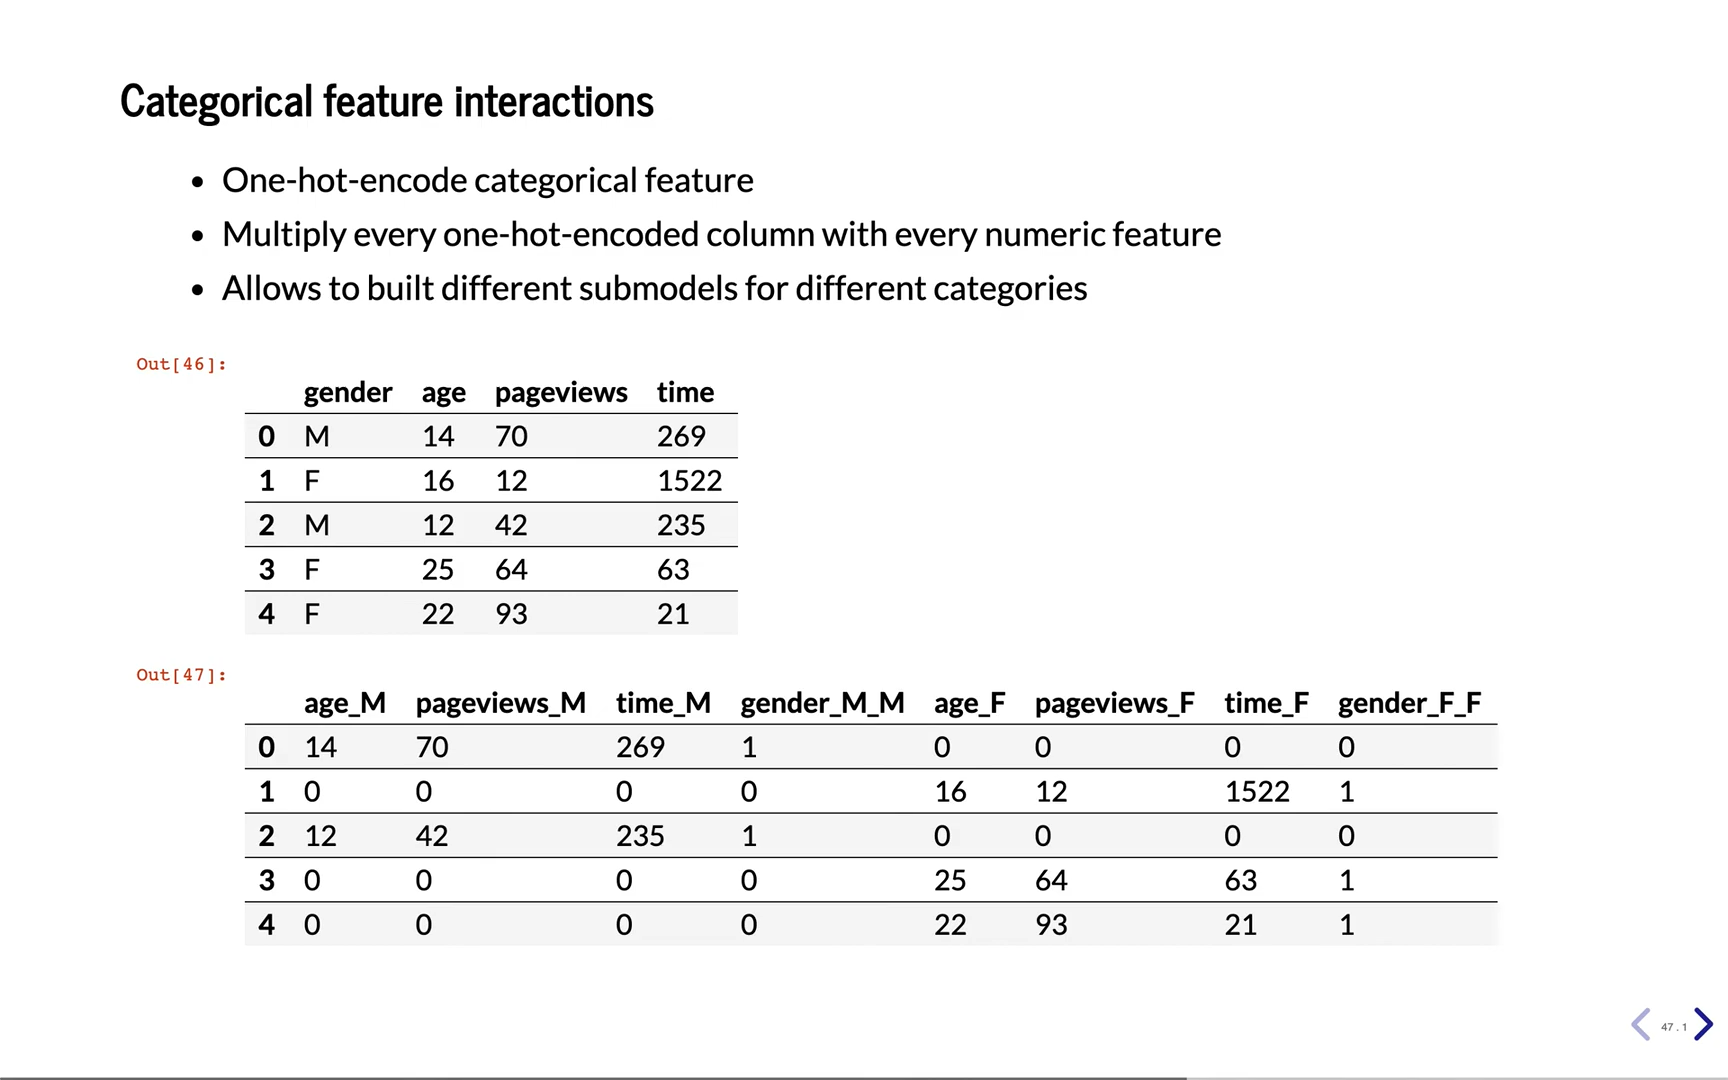 Categorical feature interactions
• One-hot-encode categorical feature
• Multiply every one-hot-encoded column with every numeric feature
• Allows to built different submodels for different categories
Out[46]:
gender age pageviews time
0 M 14 70 269
1 F 16 12 1522
2 M 12 42 235
3 F 25 64 63
4 F 22 93 21
Out[47]:
age_M pageviews_M time_M gender_M_M age_F pageviews_F time_F gender_F_F
0 14 70 269 1 0 0 0 0
1 0 0 0 0 16 12 1522 1
2 12 42 235 1 0 0 0 0
3 0 0 0 0 25 64 63 1
4 0 0 0 0 22 93 21 1
47 . 1